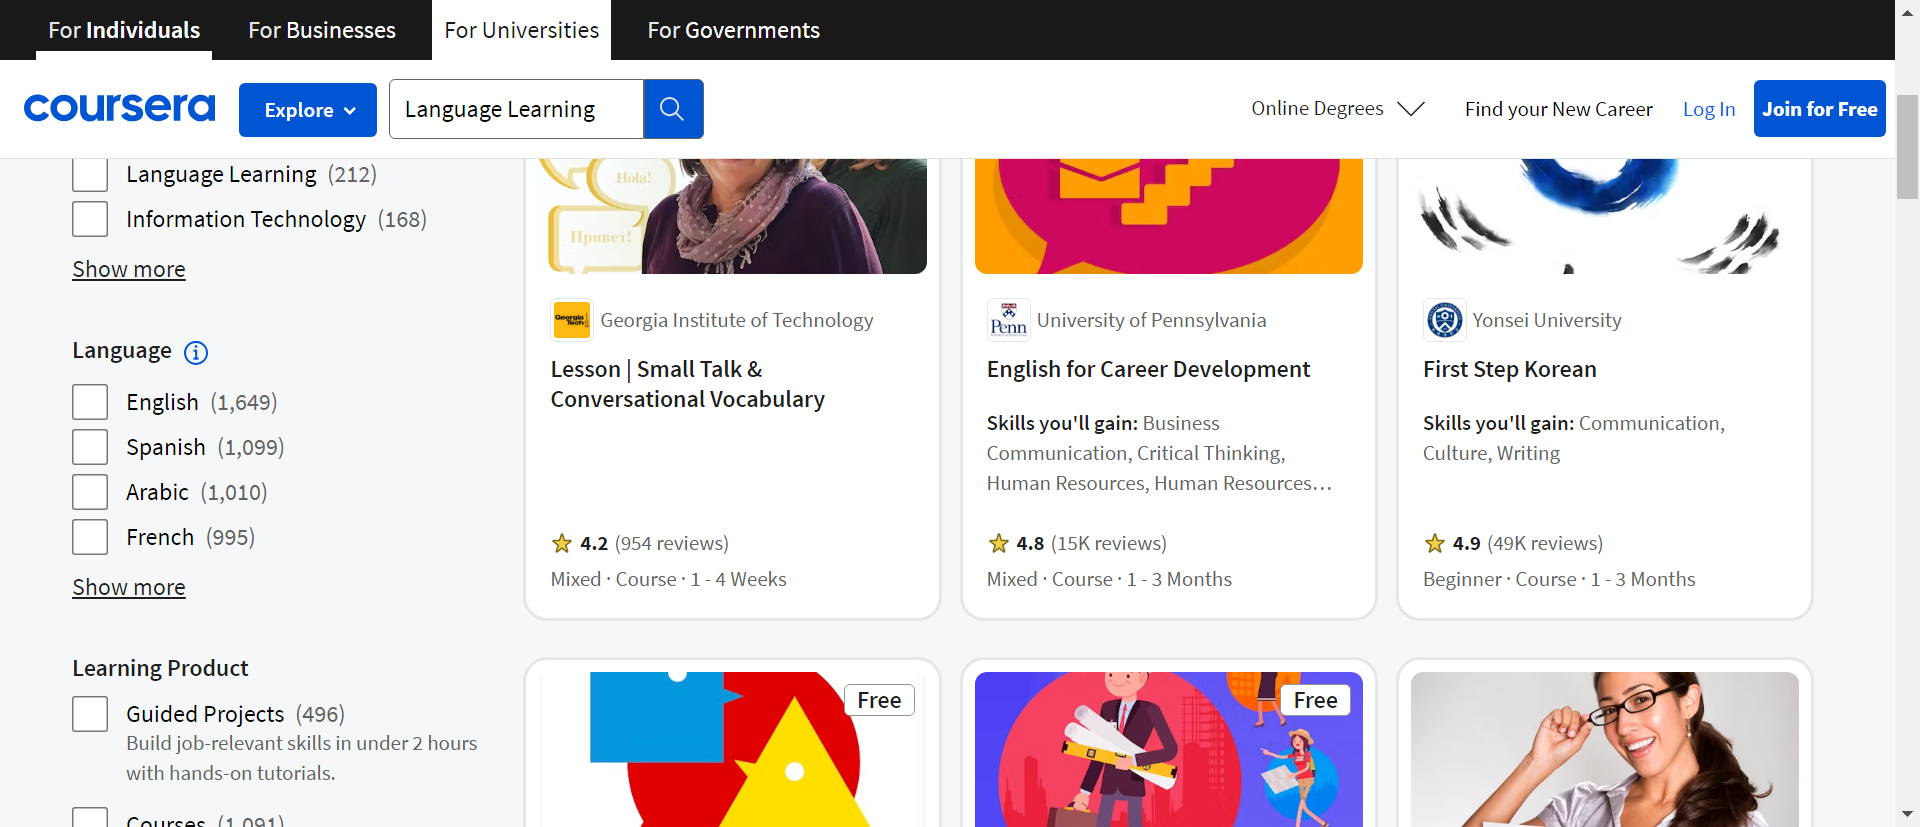 For Individuals
For Businesses
For Universities
For Governments
coursera
Explore
Language Learning
Online Degrees
Find your New Career
Log In
Join for Free
Language Learning (212)
Information Technology (168)
Show more
Language
English (1,649)
Spanish (1,099)
Arabic (1,010)
French (995)
Show more
Learning Product
Guided Projects (496)
Build job-relevant skills in under 2 hours
with hands-on tutorials.
Courses (1,091)
Hola!
Привет!
Georgia Tech
Georgia Institute of Technology
Lesson | Small Talk &
Conversational Vocabulary
4.2 (954 reviews)
Mixed · Course · 1 - 4 Weeks
Penn
University of Pennsylvania
English for Career Development
Skills you'll gain: Business
Communication, Critical Thinking,
Human Resources, Human Resources…
4.8 (15K reviews)
Mixed · Course · 1 - 3 Months
Yonsei University
First Step Korean
Skills you'll gain: Communication,
Culture, Writing
4.9 (49K reviews)
Beginner · Course · 1 - 3 Months
Free
Free